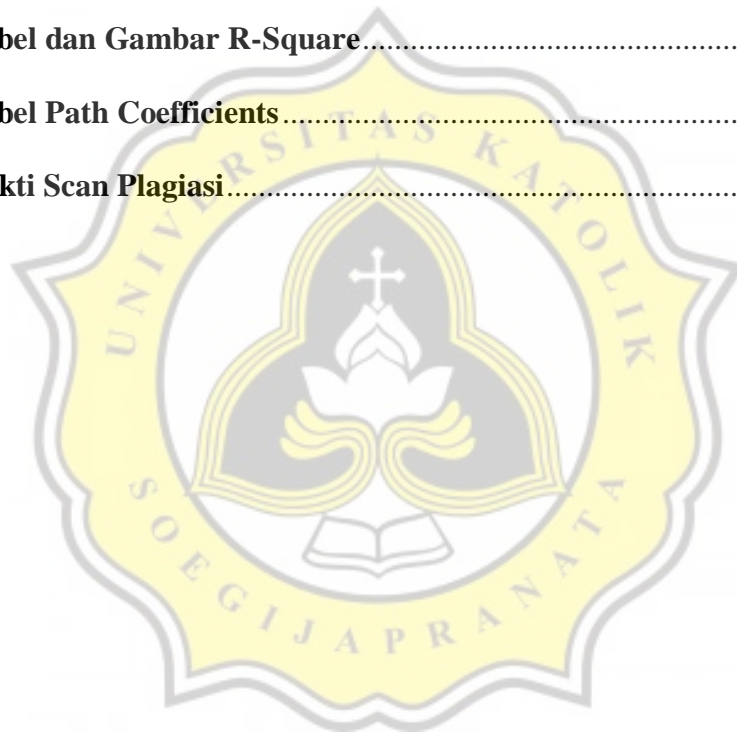 bel dan Gambar R-Square................................................
bel Path Coefficients................................................
kti Scan Plagiasi................................................
UNIVERSITAS KATOLIK
SOEGIJAPRANATA